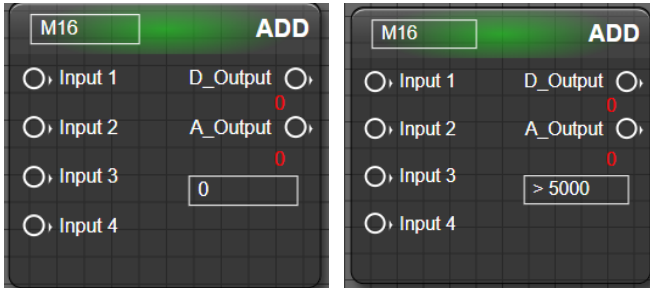 M16 ADD
Input 1 D_Output
0
Input 2 A_Output
0
Input 3
0
Input 4
M16 ADD
Input 1 D_Output
0
Input 2 A_Output
0
Input 3
> 5000
Input 4